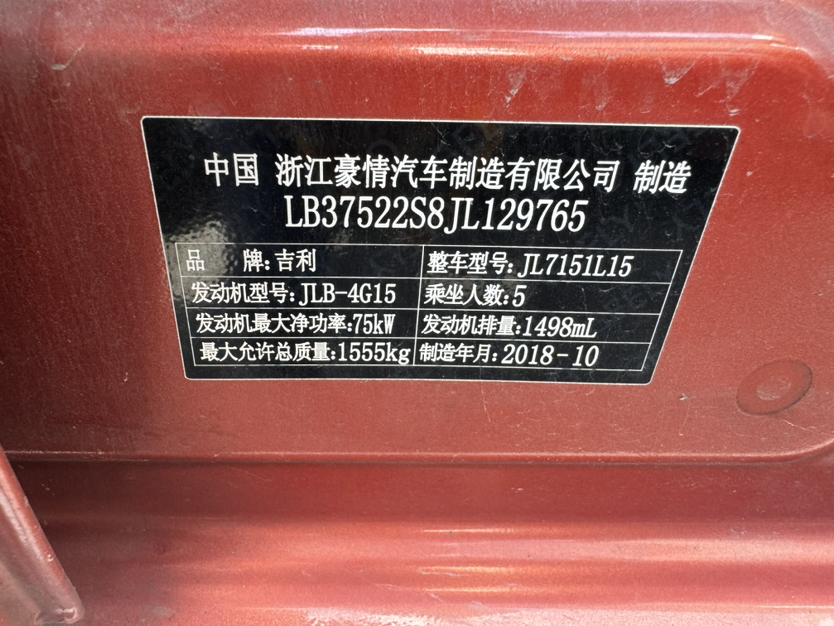 中国 浙江豪情汽车制造有限公司 制造
LB37522S8JL129765
品 牌:吉利 整车型号:JL7151L15
发动机型号:JLB-4G15 乘坐人数:5
发动机最大净功率:75kW 发动机排量:1498mL
最大允许总质量:1555kg 制造年月:2018-10